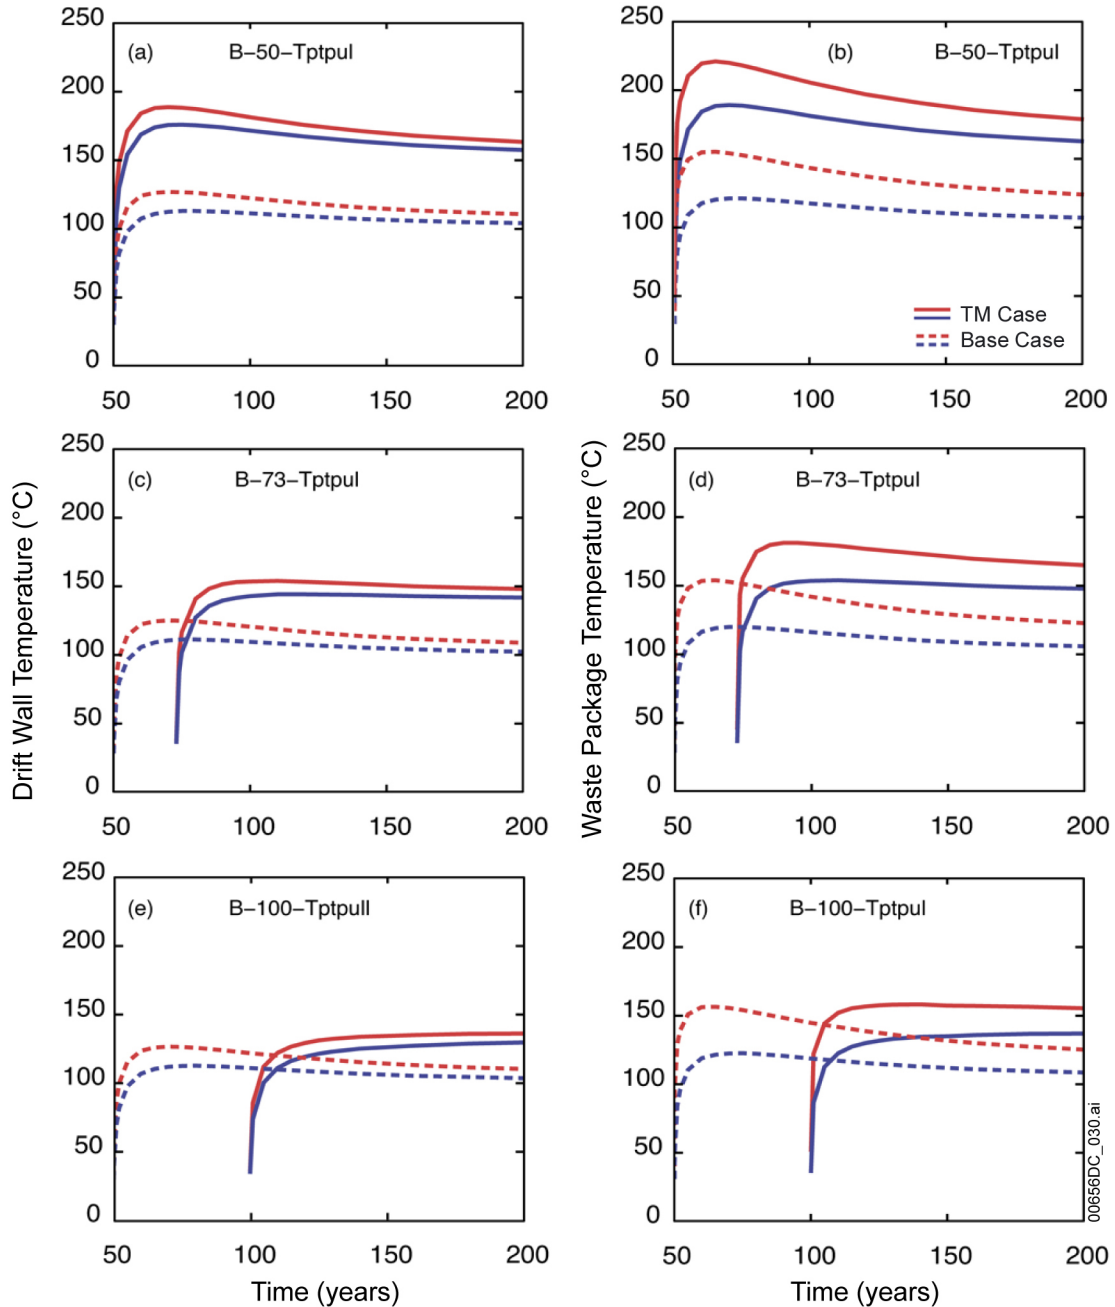 250
200
150
100
50
0
(a) B-50-Tptpul
50 100 150 200
250
200
150
100
50
0
(b) B-50-Tptpul
TM Case
Base Case
50 100 150 200
Drift Wall Temperature (°C)
250
200
150
100
50
0
(c) B-73-Tptpul
50 100 150 200
Waste Package Temperature (°C)
250
200
150
100
50
0
(d) B-73-Tptpul
50 100 150 200
250
200
150
100
50
0
(e) B-100-Tptpull
50 100 150 200
Time (years)
250
200
150
100
50
0
(f) B-100-Tptpul
50 100 150 200
Time (years)
00656DC_030.ai